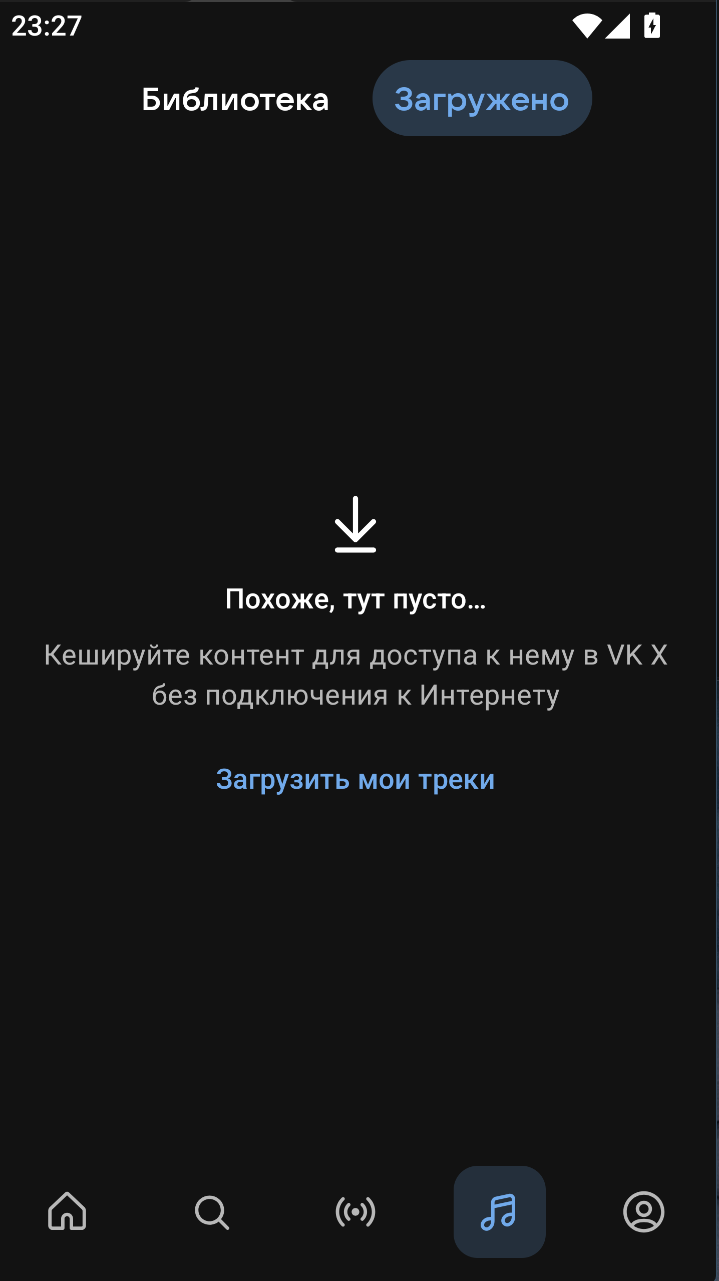 23:27
Библиотека
Загружено
Похоже, тут пусто...
Кешируйте контент для доступа к нему в VK X
без подключения к Интернету
Загрузить мои треки